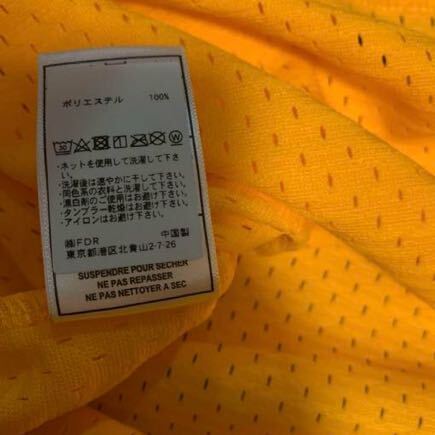 ポリエステル 100%
30 W
・ネットを使用して洗濯して下さ
い。
・洗濯後は速やかに干して下さい。
・同色系の衣料と洗濯して下さい。
・漂白剤のご使用はお避け下さい。
・タンブラー乾燥はお避け下さい。
・アイロンはお避け下さい。
㈱FDR 中国製
東京都港区北青山2-7-26
SUSPENDRE POUR SECHER
NE PAS REPASSER
NE PAS NETTOYER A SEC